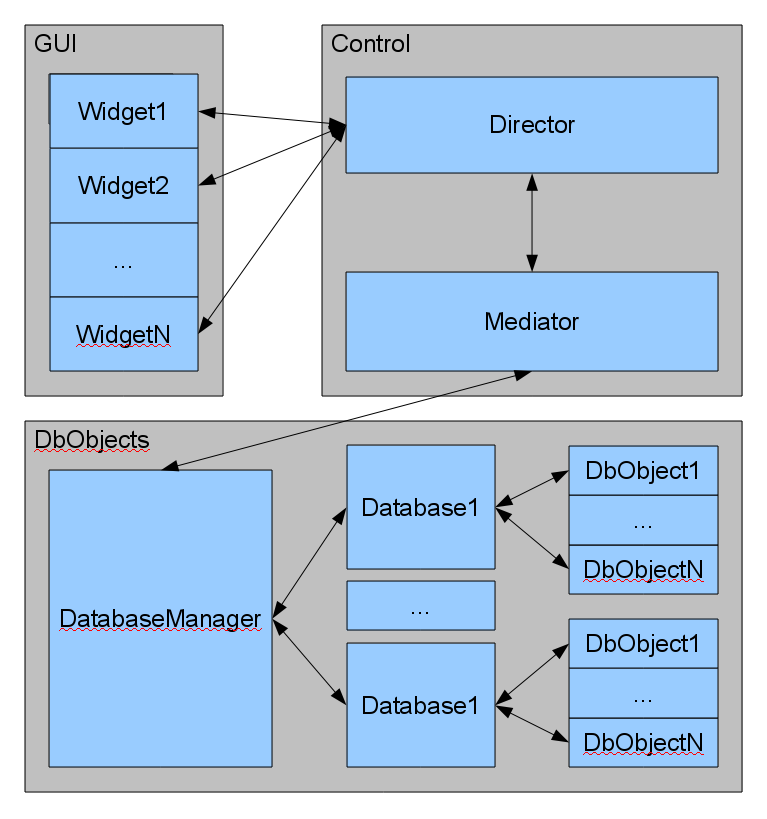 GUI
Widget1
Widget2
...
WidgetN
Control
Director
Mediator
DbObjects
DatabaseManager
Database1
...
Database1
DbObject1
...
DbObjectN
DbObject1
...
DbObjectN